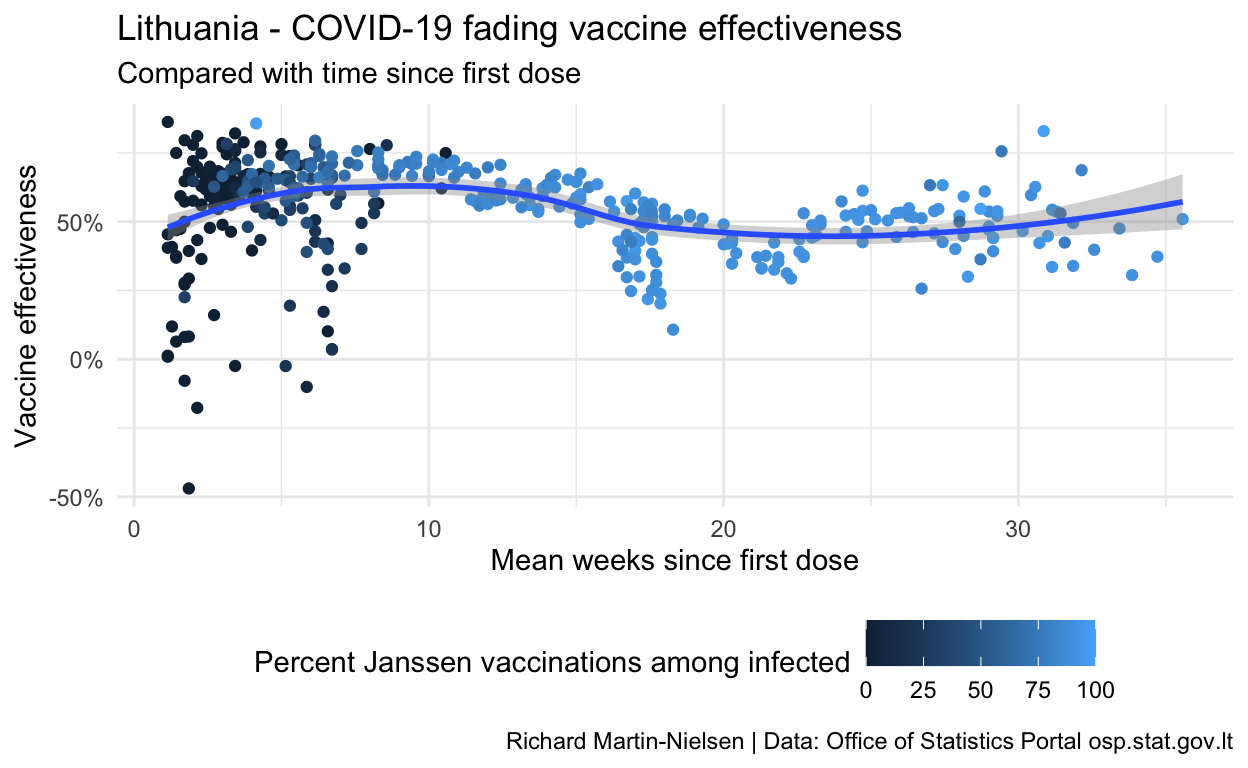 Lithuania - COVID-19 fading vaccine effectiveness
Compared with time since first dose
Vaccine effectiveness
50%
0%
-50%
0 10 20 30
Mean weeks since first dose
Percent Janssen vaccinations among infected
0 25 50 75 100
Richard Martin-Nielsen | Data: Office of Statistics Portal osp.stat.gov.lt